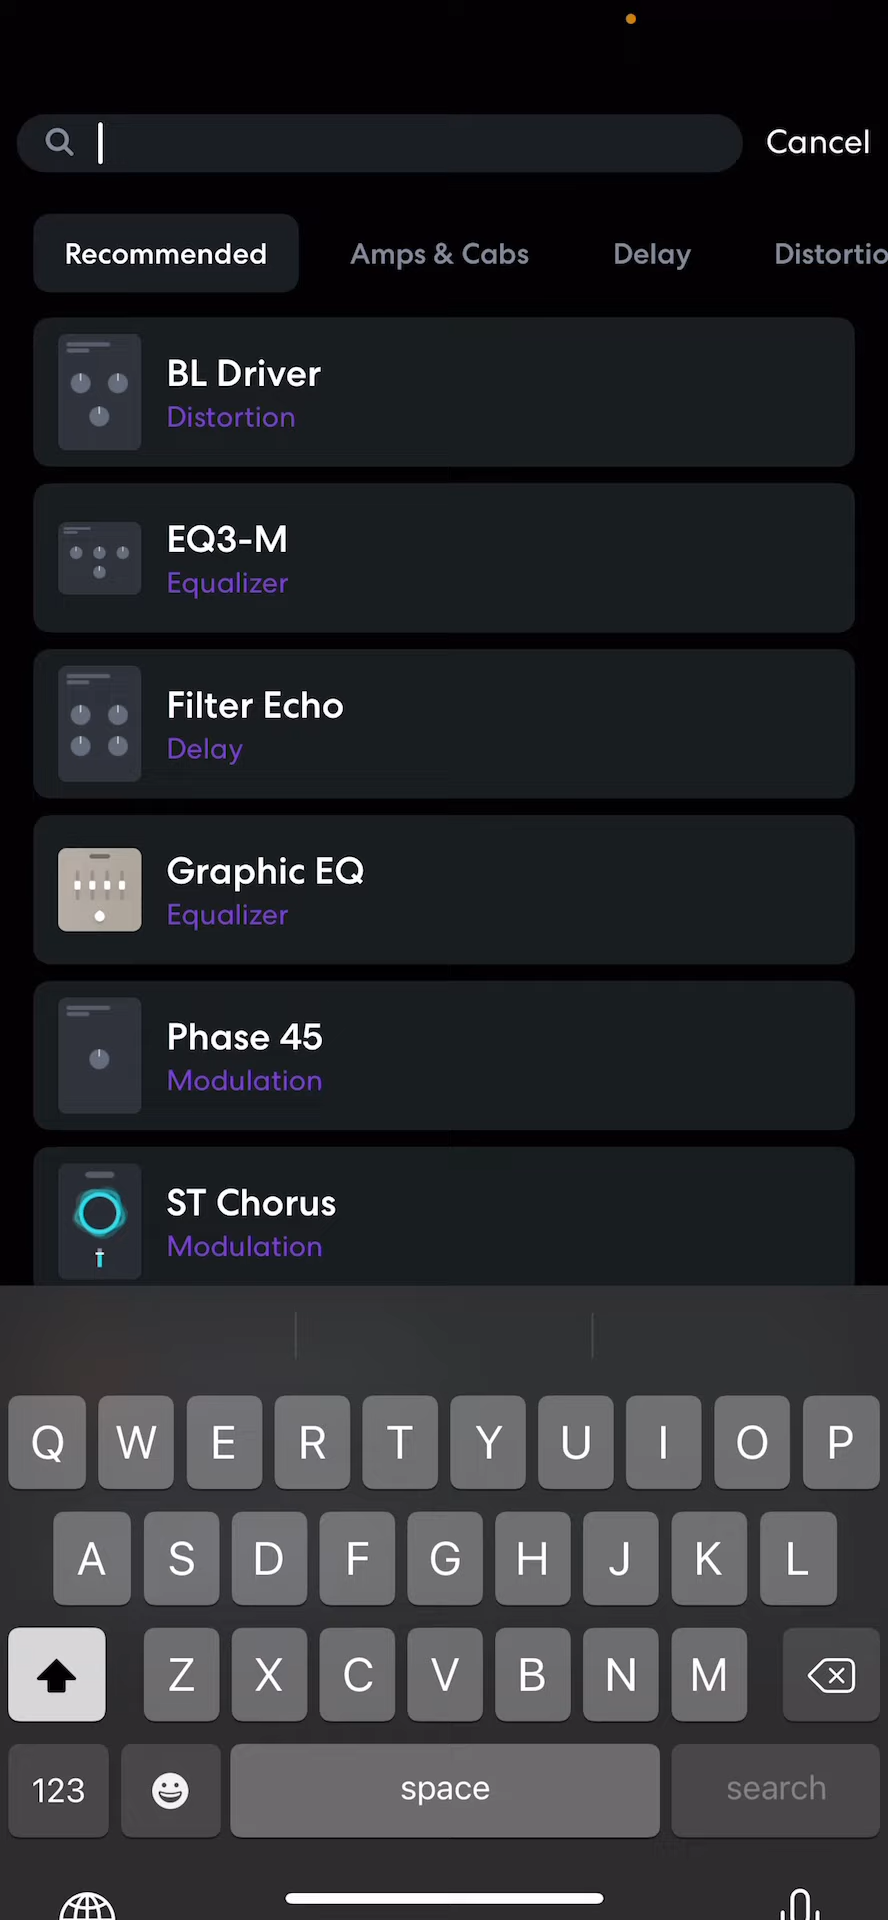 Cancel
Recommended Amps & Cabs Delay Distortio
BL Driver
Distortion
EQ3-M
Equalizer
Filter Echo
Delay
Graphic EQ
Equalizer
Phase 45
Modulation
ST Chorus
Modulation
Q W E R T Y U I O P
A S D F G H J K L
Z X C V B N M
123 space search